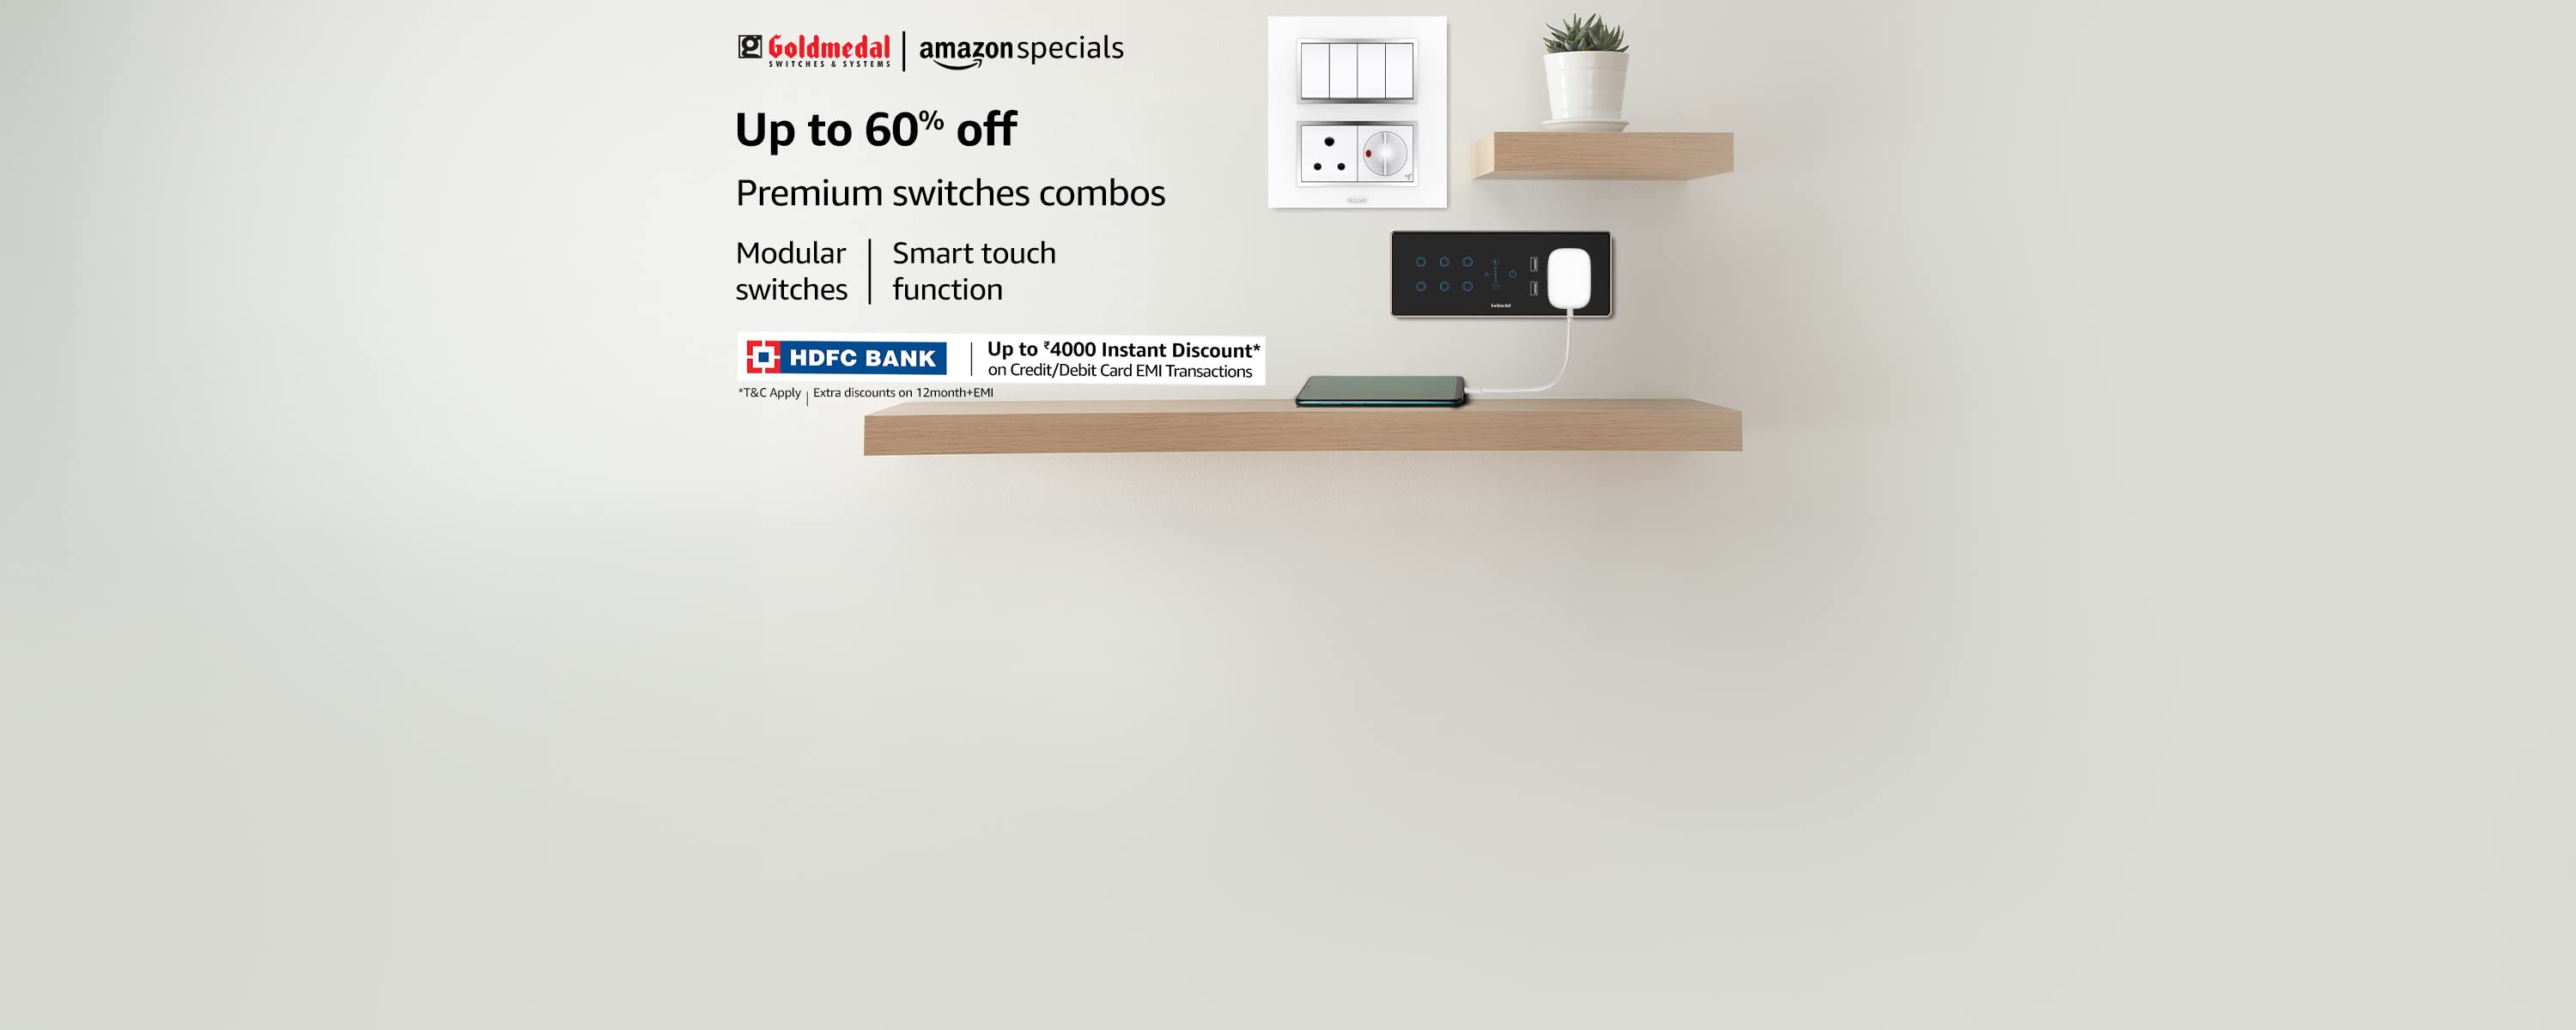 g Goldmedal
SWITCHES & SYSTEMS
amazon specials
Up to 60% off
Premium switches combos
Modular switches
Smart touch function
HDFC BANK
Up to ₹4000 Instant Discount*
on Credit/Debit Card EMI Transactions
*T&C Apply | Extra discounts on 12month+EMI
Goldmedal